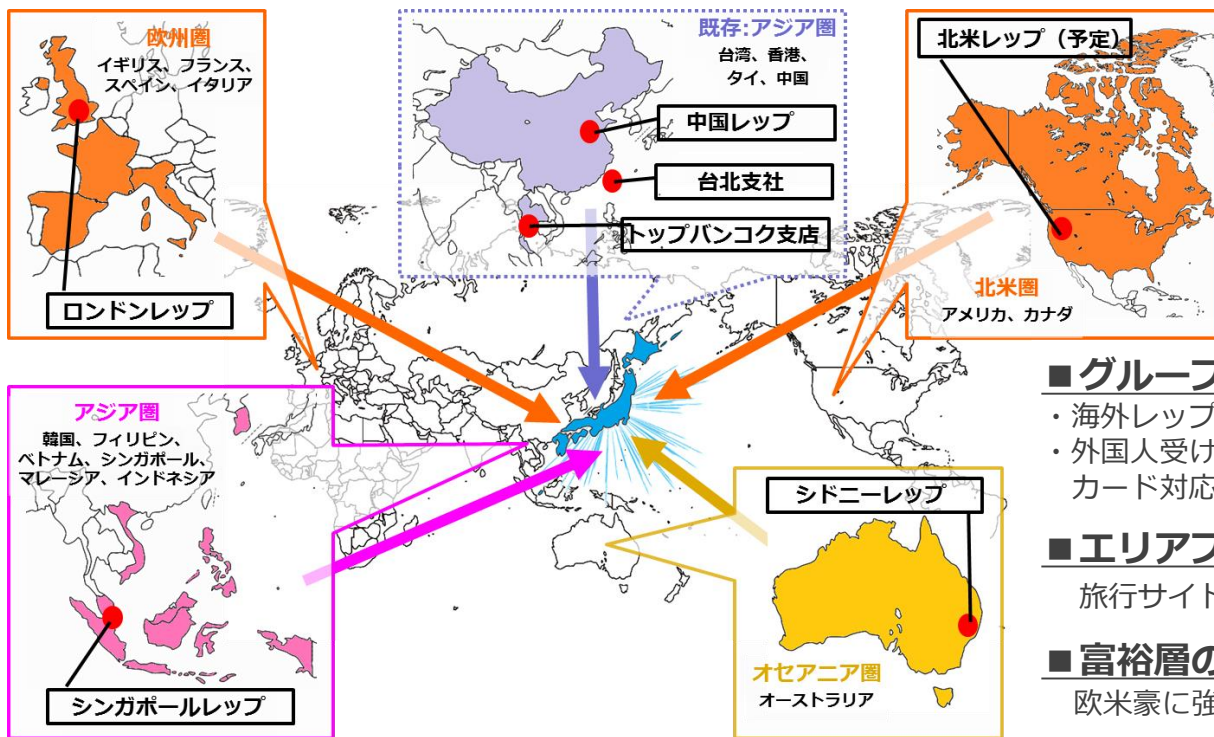 欧州圏
イギリス、フランス、
スペイン、イタリア
ロンドンレップ
既存:アジア圏
台湾、香港、
タイ、中国
中国レップ
台北支社
トップバンコク支店
北米レップ（予定）
北米圏
アメリカ、カナダ
アジア圏
韓国、フィリピン、
ベトナム、シンガポール、
マレーシア、インドネシア
シンガポールレップ
シドニーレップ
オセアニア圏
オーストラリア
■グループ
・海外レップ
・外国人受け
カード対応
■エリアフ
旅行サイト
■富裕層の
欧米豪に強